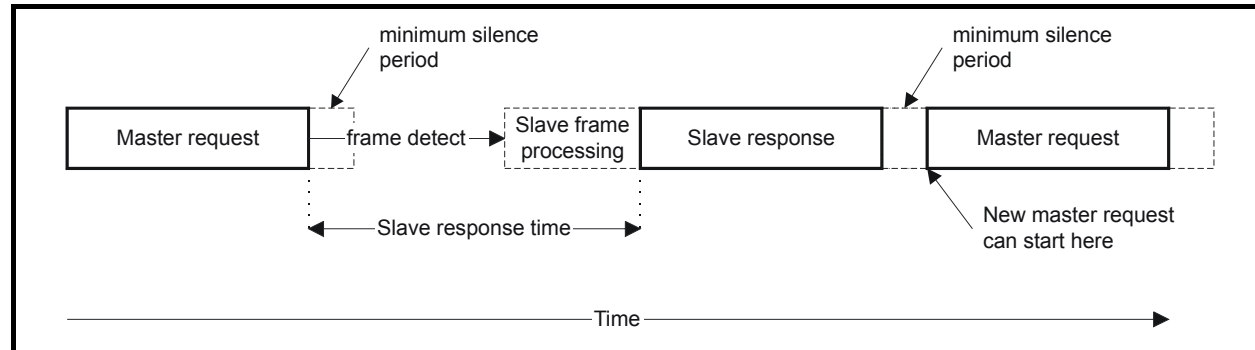 minimum silence
period
minimum silence
period
Master request
frame detect
Slave frame
processing
Slave response
Master request
Slave response time
New master request
can start here
Time